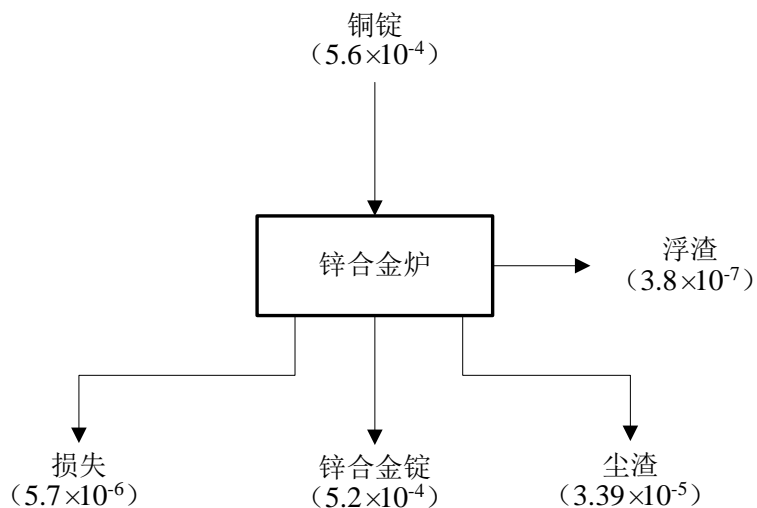 铜锭
（5.6×10⁻⁴）
锌合金炉
浮渣
（3.8×10⁻⁷）
损失
（5.7×10⁻⁶）
锌合金锭
（5.2×10⁻⁴）
尘渣
（3.39×10⁻⁵）